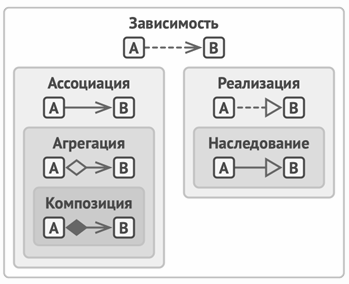 Зависимость
A B
Ассоциация
A B
Агрегация
A B
Композиция
A B
Реализация
A B
Наследование
A B